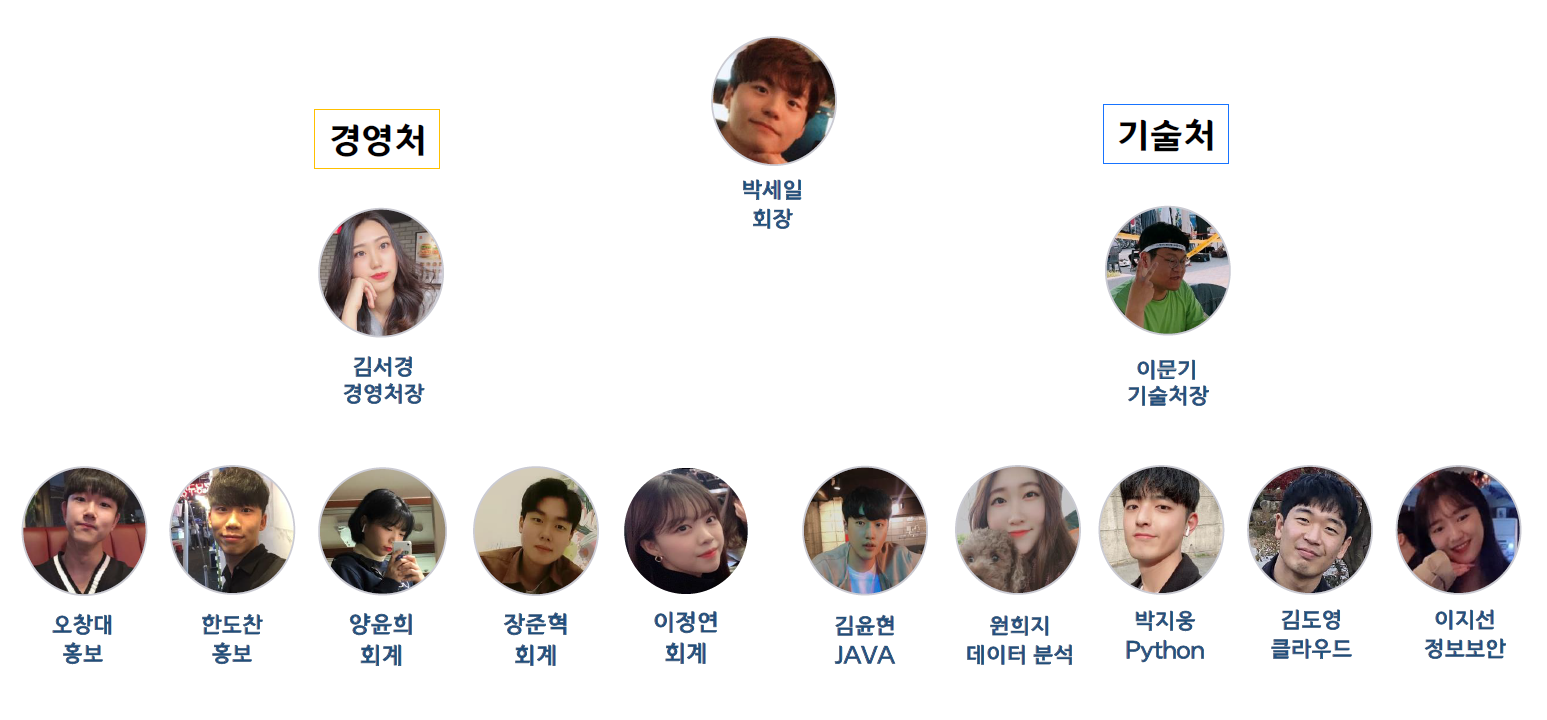 박세일
회장
경영처
기술처
김서경
경영처장
이문기
기술처장
오창대
홍보
한도찬
홍보
양윤희
회계
장준혁
회계
이정연
회계
김윤현
JAVA
원희지
데이터 분석
박지웅
Python
김도영
클라우드
이지선
정보보안